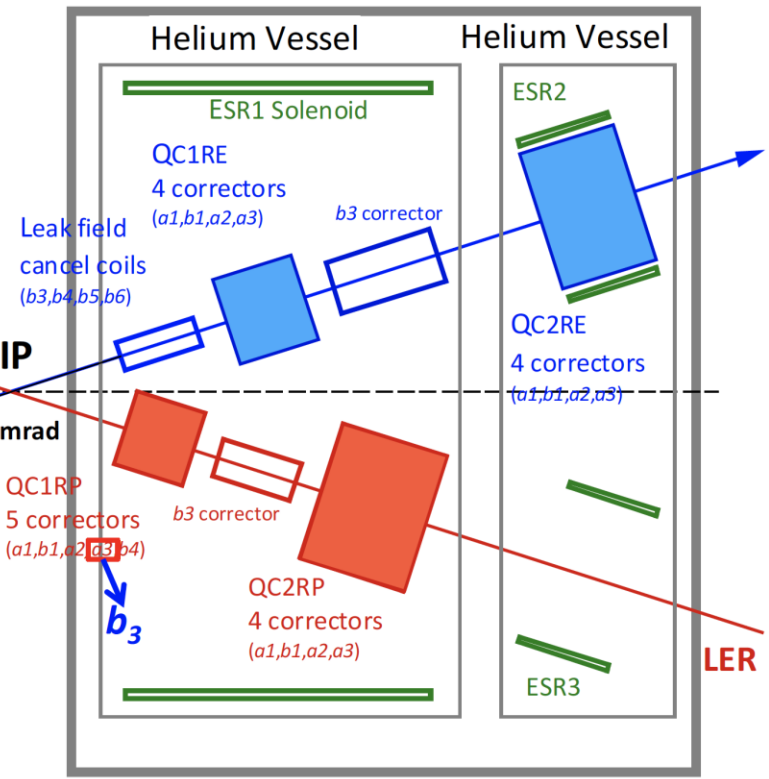 Helium Vessel
Helium Vessel
ESR1 Solenoid
ESR2
QC1RE
4 correctors
(a1,b1,a2,a3)
b3 corrector
Leak field
cancel coils
(b3,b4,b5,b6)
QC2RE
4 correctors
(a1,b1,a2,a3)
IP
mrad
QC1RP
5 correctors
(a1,b1,a2,a3,b4)
b3
b3 corrector
QC2RP
4 correctors
(a1,b1,a2,a3)
LER
ESR3